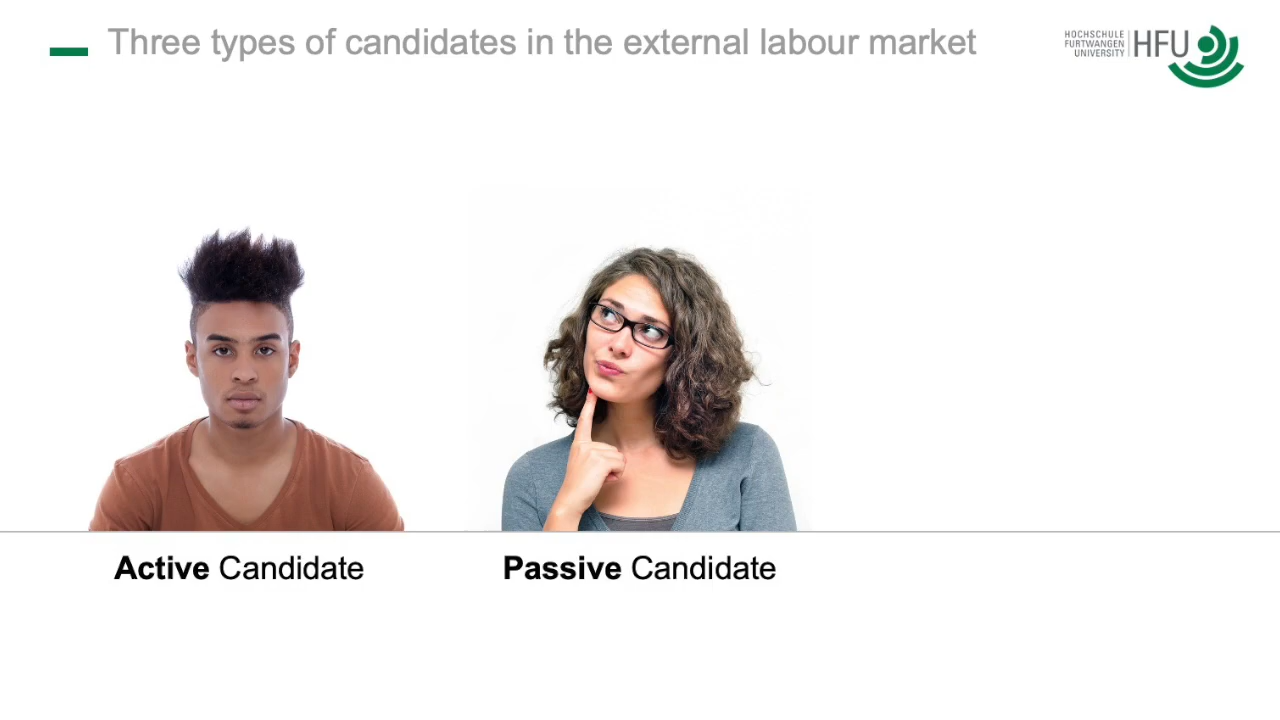 Three types of candidates in the external labour market
HOCHSCHULE
FURTWANGEN
UNIVERSITY
HFU
Active Candidate
Passive Candidate